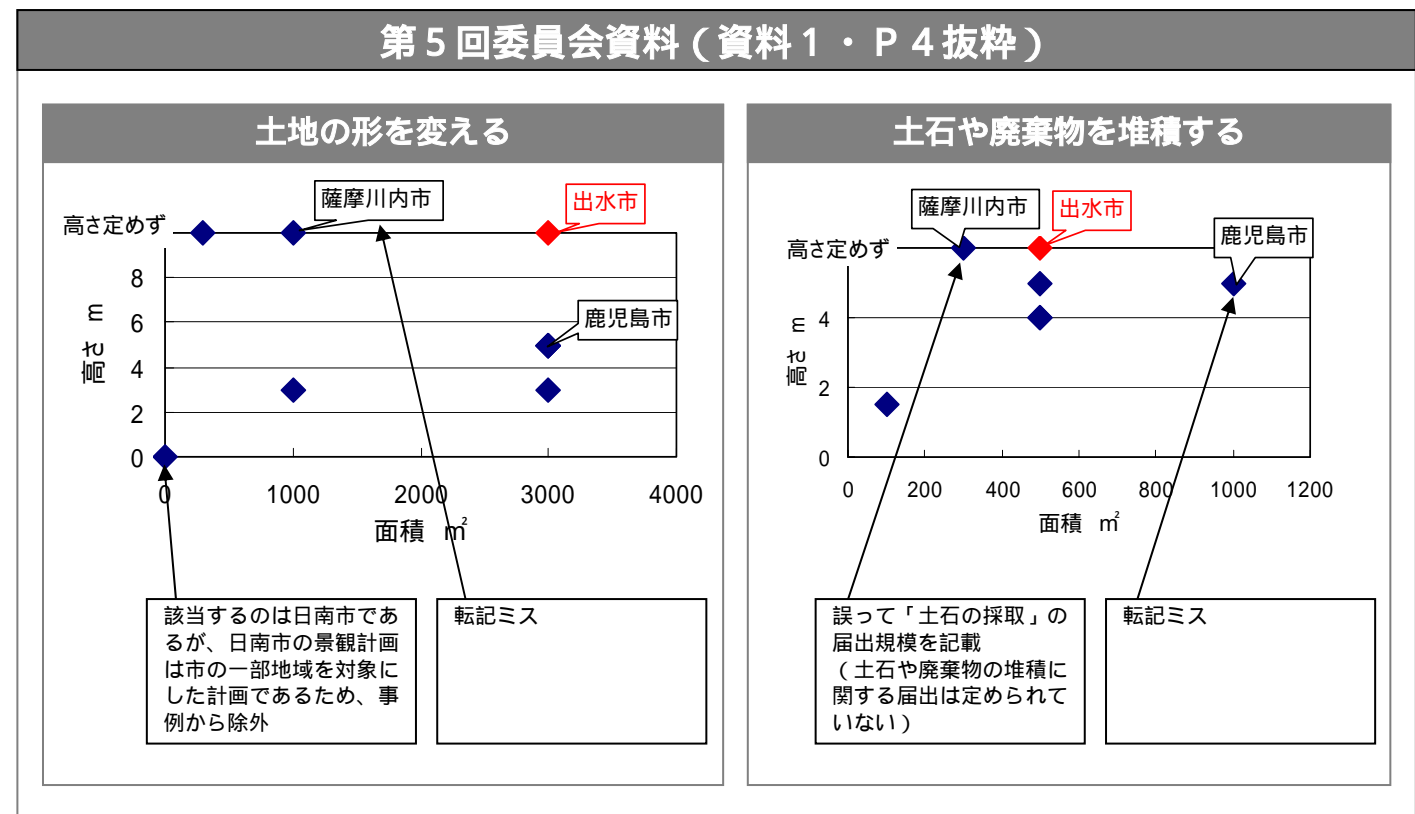 第5回委員会資料(資料1・P4抜粋)
土地の形を変える
薩摩川内市
出水市
高さ定めず
8
6
4
2
0
高さ m
鹿児島市
0
1000
2000
3000
4000
面積 ㎡
該当するのは日南市であ
るが、日南市の景観計画
は市の一部地域を対象に
した計画であるため、事
例から除外
転記ミス
土石や廃棄物を堆積する
薩摩川内市
出水市
鹿児島市
高さ定めず
4
2
0
高さ m
0
200
400
600
800
1000
1200
面積 ㎡
誤って「土石の採取」の
届出規模を記載
(土石や廃棄物の堆積に
関する届出は定められて
いない)
転記ミス